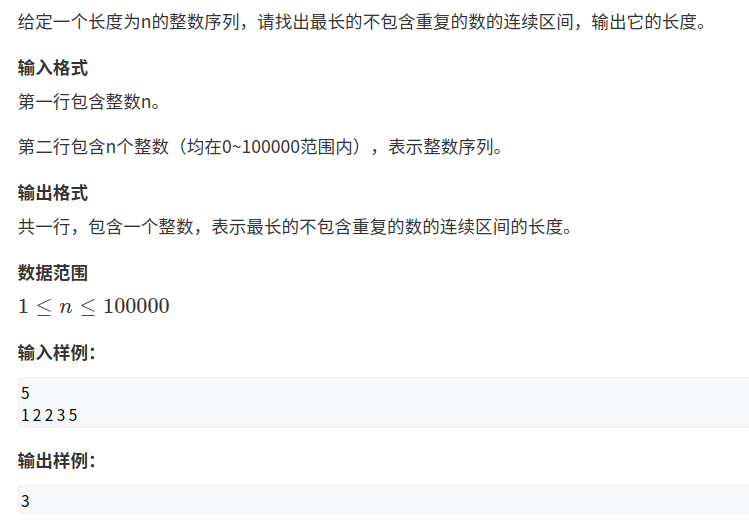 给定一个长度为n的整数序列，请找出最长的不包含重复的数的连续区间，输出它的长度。
输入格式
第一行包含整数n。
第二行包含n个整数（均在0~100000范围内），表示整数序列。
输出格式
共一行，包含一个整数，表示最长的不包含重复的数的连续区间的长度。
数据范围
1 ≤ n ≤ 100000
输入样例：
5
1 2 2 3 5
输出样例：
3